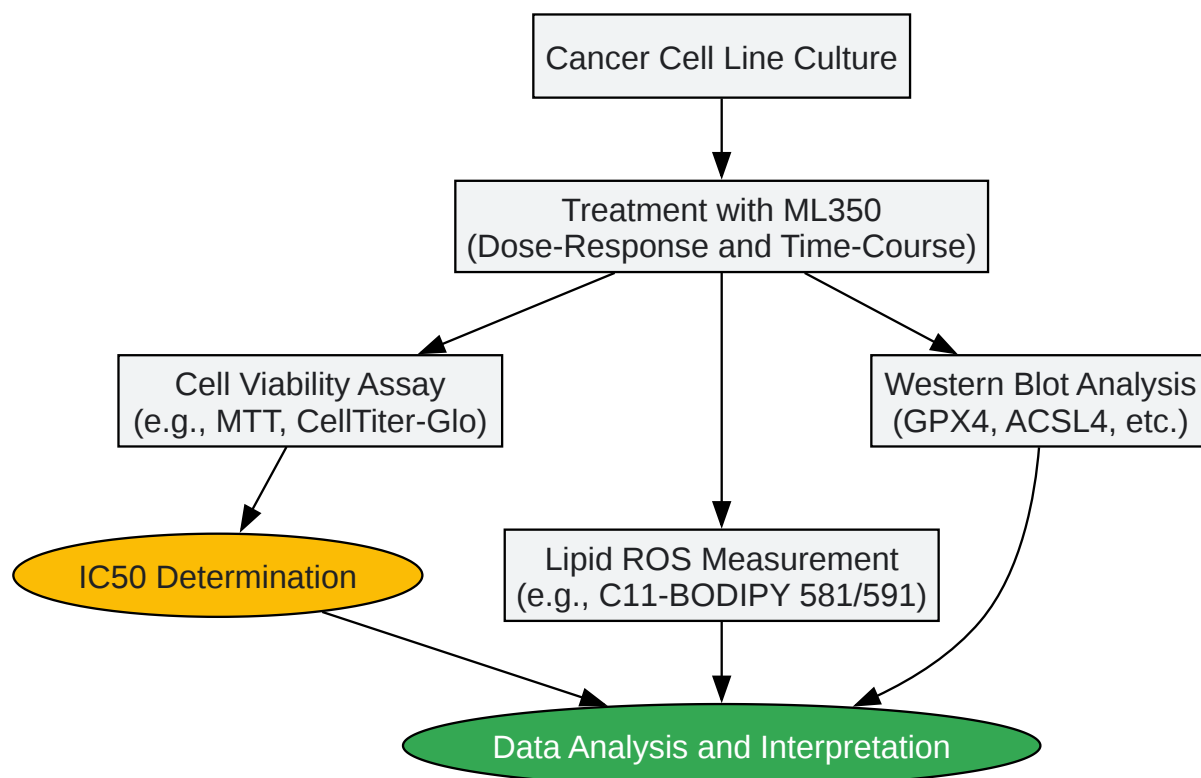 Cancer Cell Line Culture
Treatment with ML350
(Dose-Response and Time-Course)
Cell Viability Assay
(e.g., MTT, CellTiter-Glo)
Western Blot Analysis
(GPX4, ACSL4, etc.)
IC50 Determination
Lipid ROS Measurement
(e.g., C11-BODIPY 581/591)
Data Analysis and Interpretation